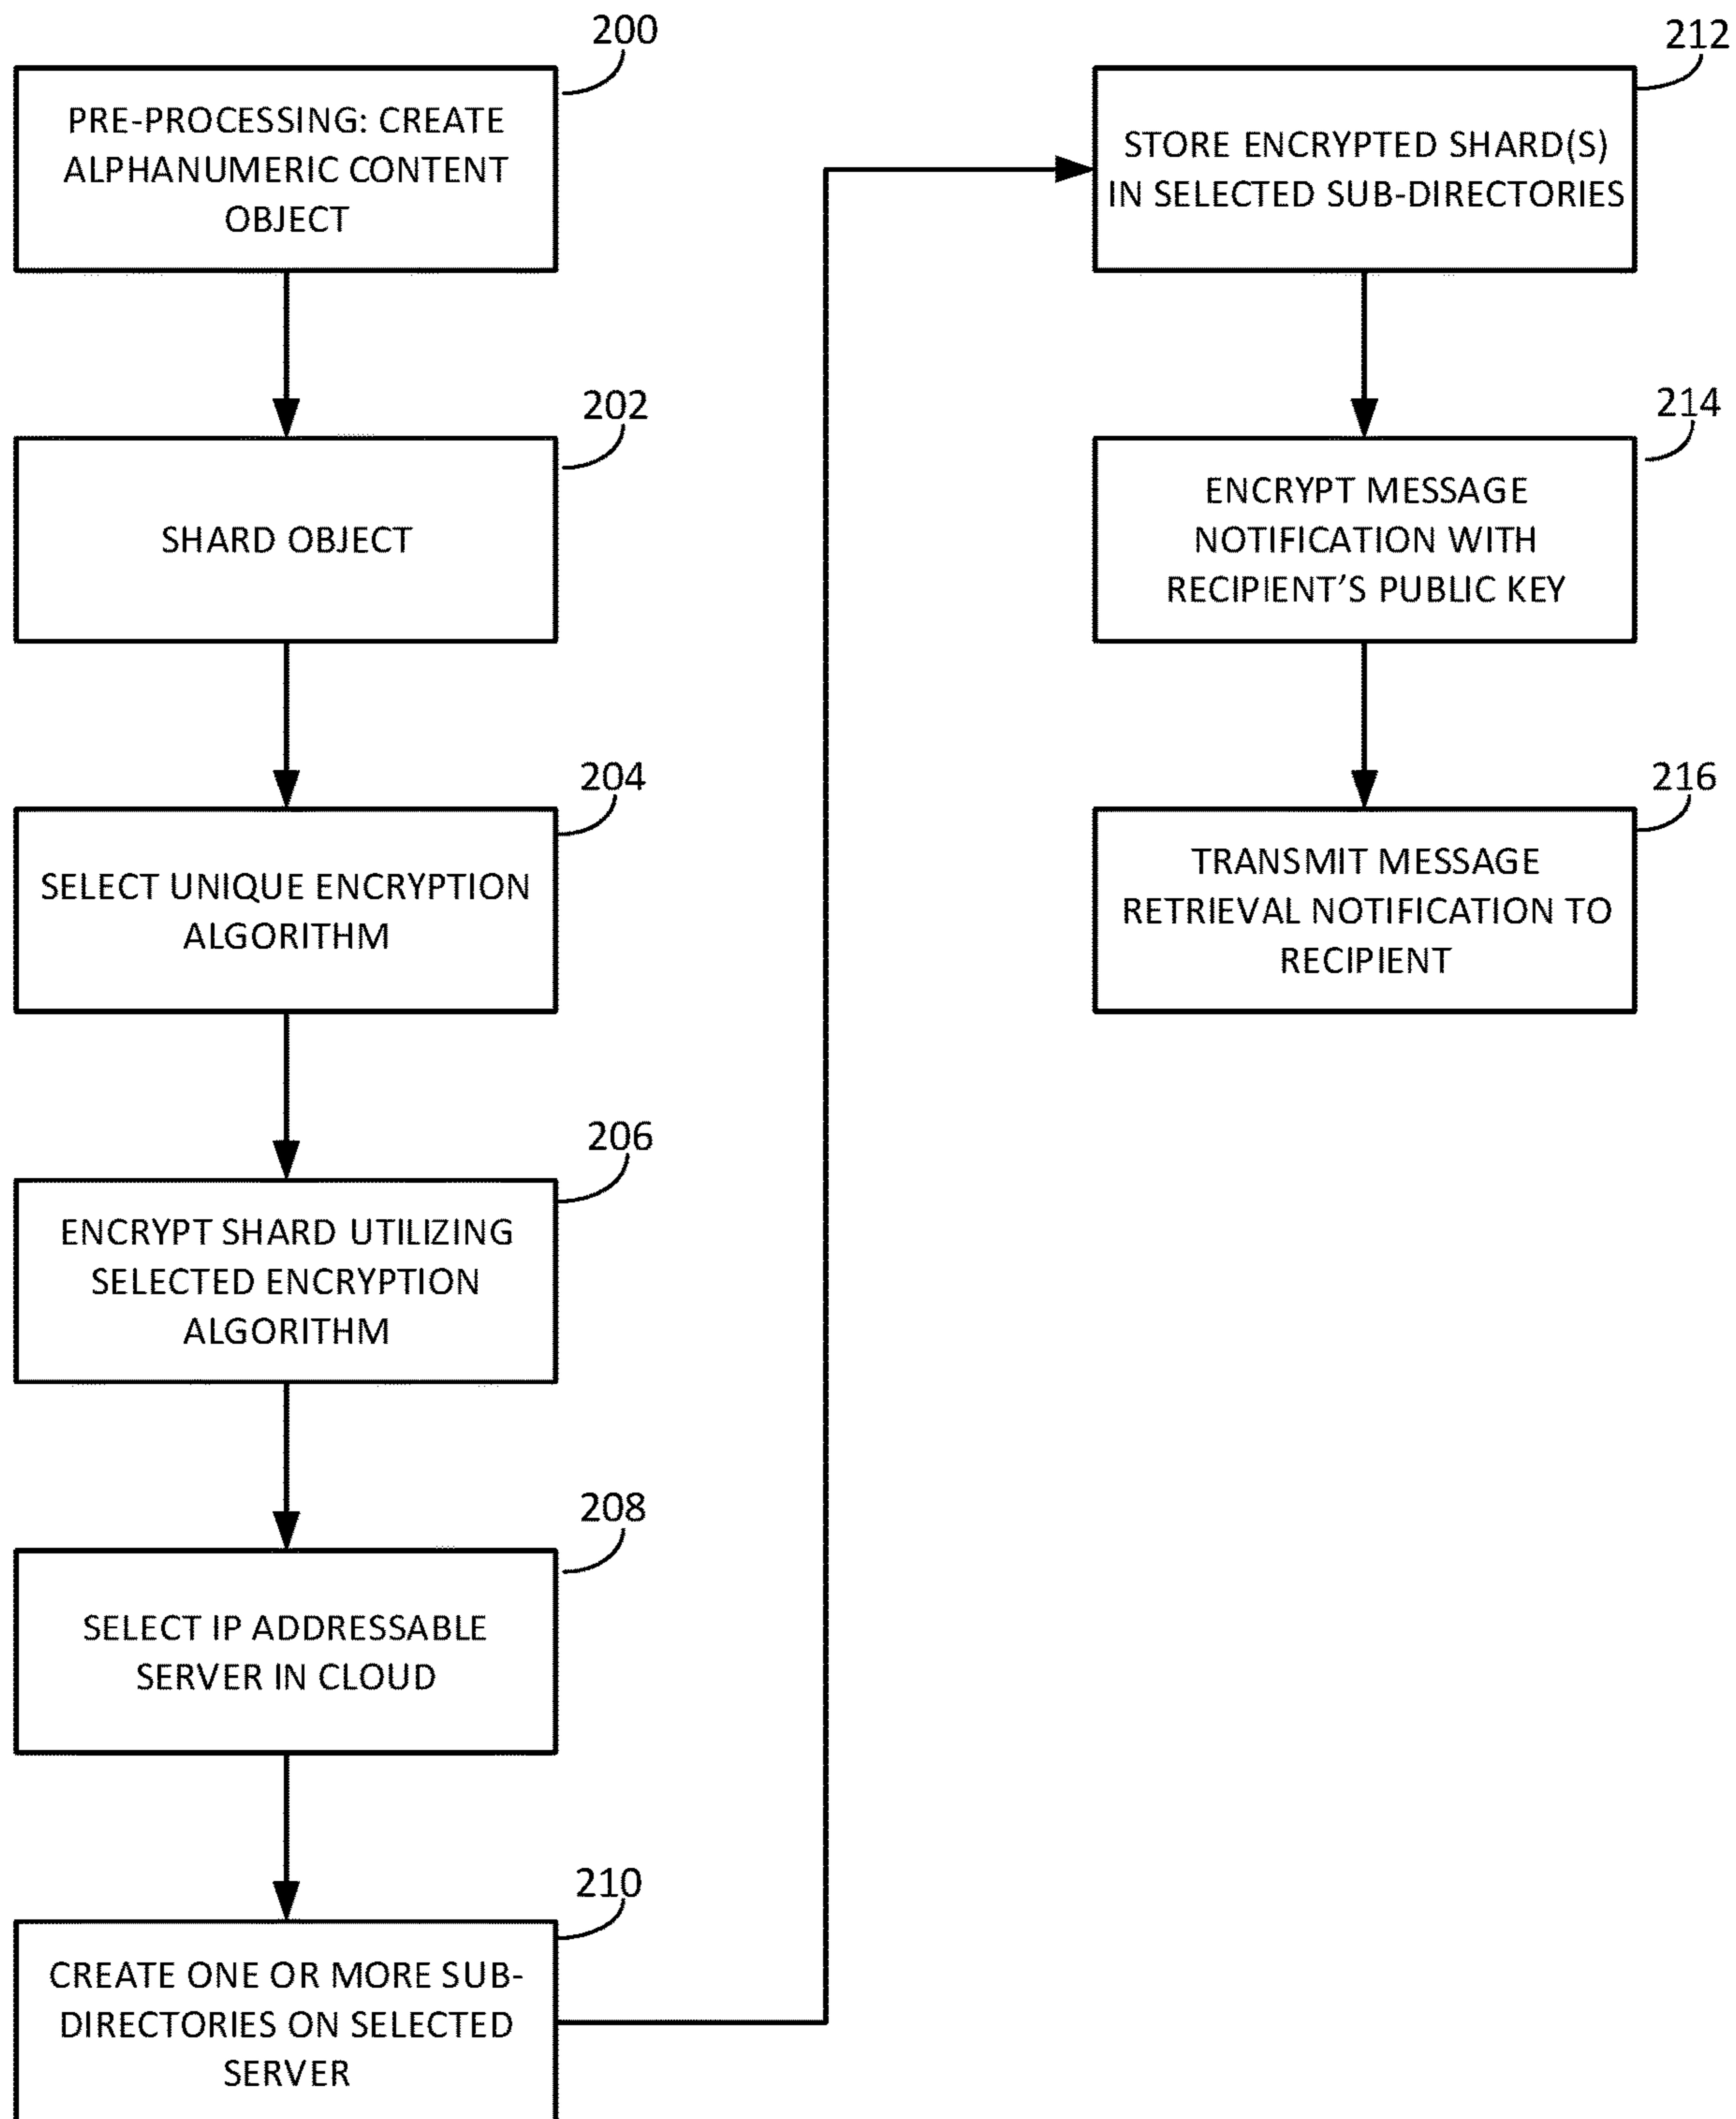 200
PRE-PROCESSING: CREATE
ALPHANUMERIC CONTENT
OBJECT
202
SHARD OBJECT
204
SELECT UNIQUE ENCRYPTION
ALGORITHM
206
ENCRYPT SHARD UTILIZING
SELECTED ENCRYPTION
ALGORITHM
208
SELECT IP ADDRESSABLE
SERVER IN CLOUD
210
CREATE ONE OR MORE SUB-
DIRECTORIES ON SELECTED
SERVER
212
STORE ENCRYPTED SHARD(S)
IN SELECTED SUB-DIRECTORIES
214
ENCRYPT MESSAGE
NOTIFICATION WITH
RECIPIENT’S PUBLIC KEY
216
TRANSMIT MESSAGE
RETRIEVAL NOTIFICATION TO
RECIPIENT